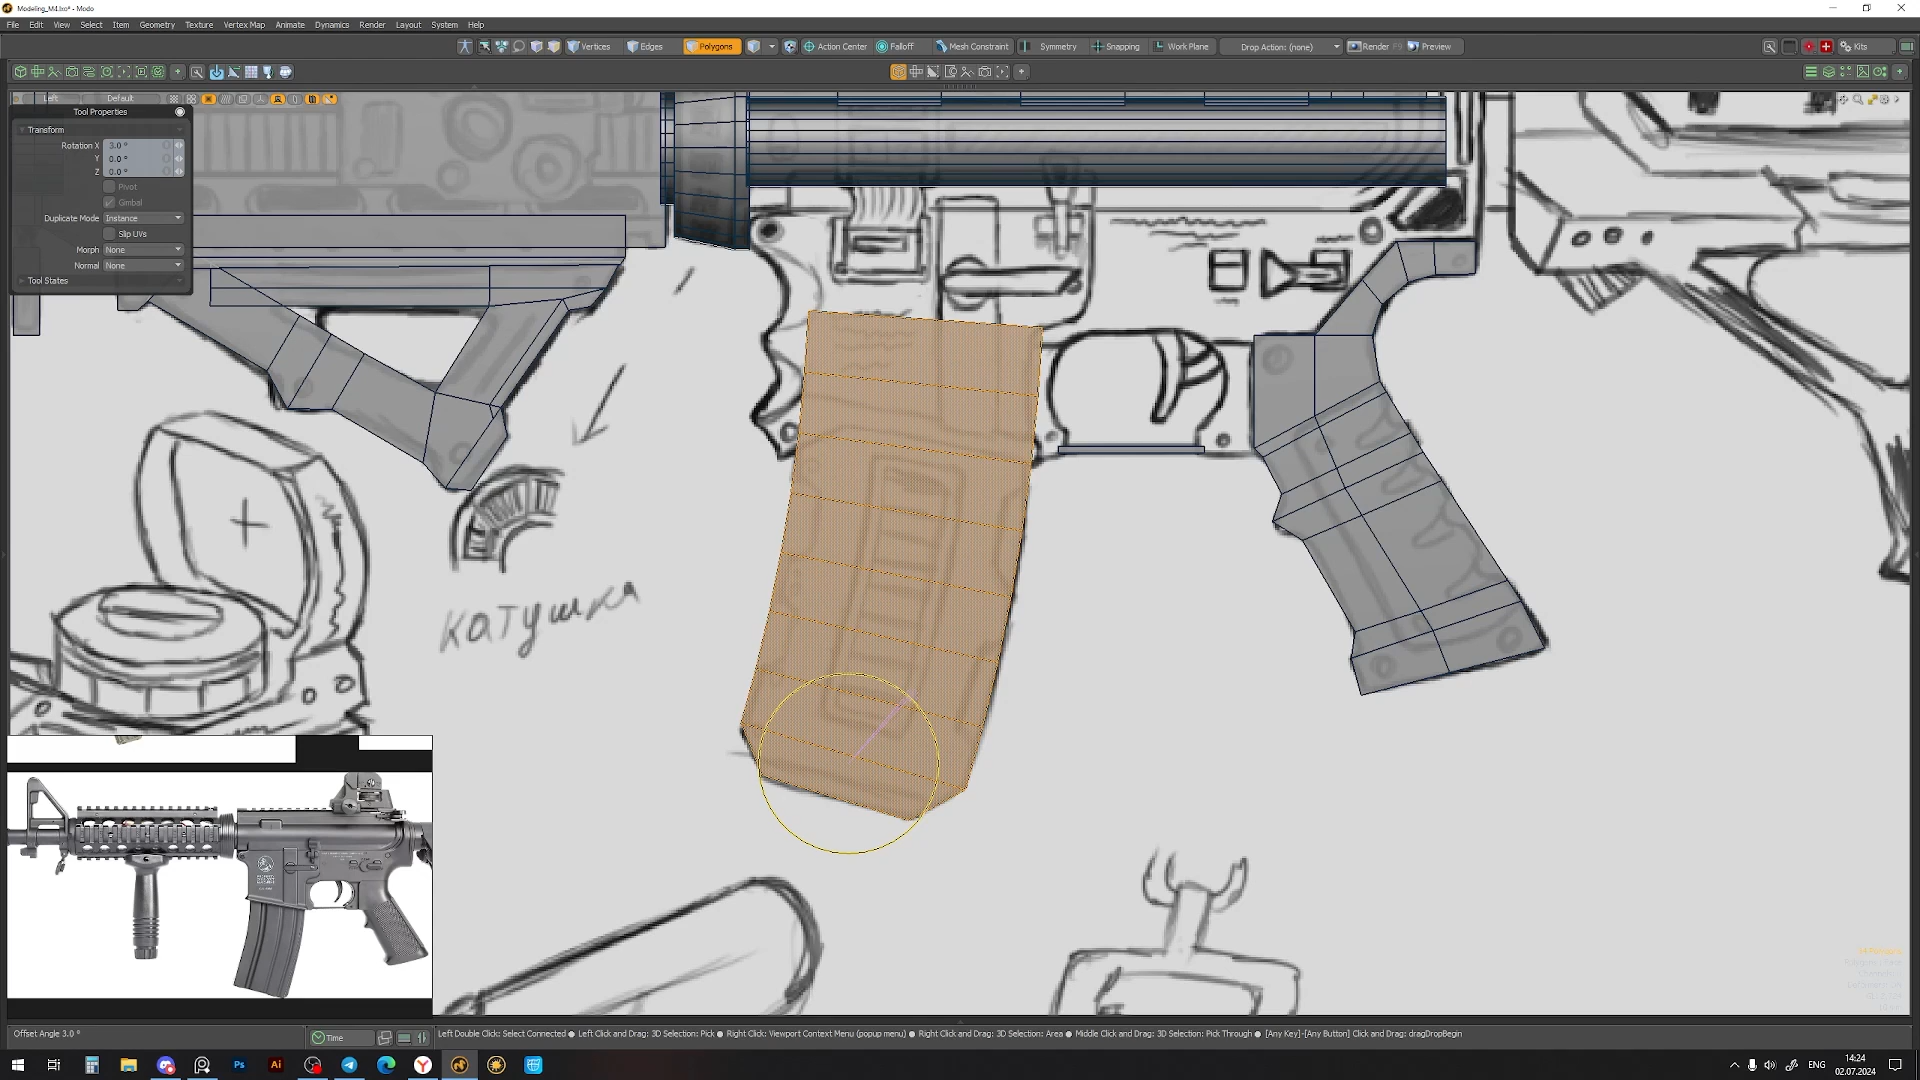 Modeling_M4.lxo* - Modo
File Edit View Select Item Geometry Texture Vertex Map Animate Dynamics Render Layout System Help
Vertices Edges Polygons Action Center Falloff Mesh Constraint Symmetry Snapping Work Plane Drop Action: (none) Render Preview Kits
Left Default
Tool Properties
Transform
Rotation X 3.0 °
Y 0.0 °
Z 0.0 °
Pivot
Gimbal
Duplicate Mode Instance
Slip UVs
Morph None
Normal None
Tool States
катушка
Offset Angle 3.0 °
Time
Left Double Click: Select Connected ● Left Click and Drag: 3D Selection: Pick ● Right Click: Viewport Context Menu (popup menu) ● Right Click and Drag: 3D Selection: Area ● Middle Click and Drag: 3D Selection: Pick Through ● [Any Key]-[Any Button] Click and Drag: dragDropBegin
Ps Ai
ENG
14:24
02.07.2024